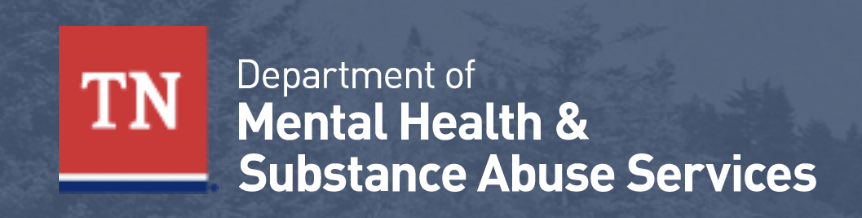 TN
Department of
Mental Health &
Substance Abuse Services